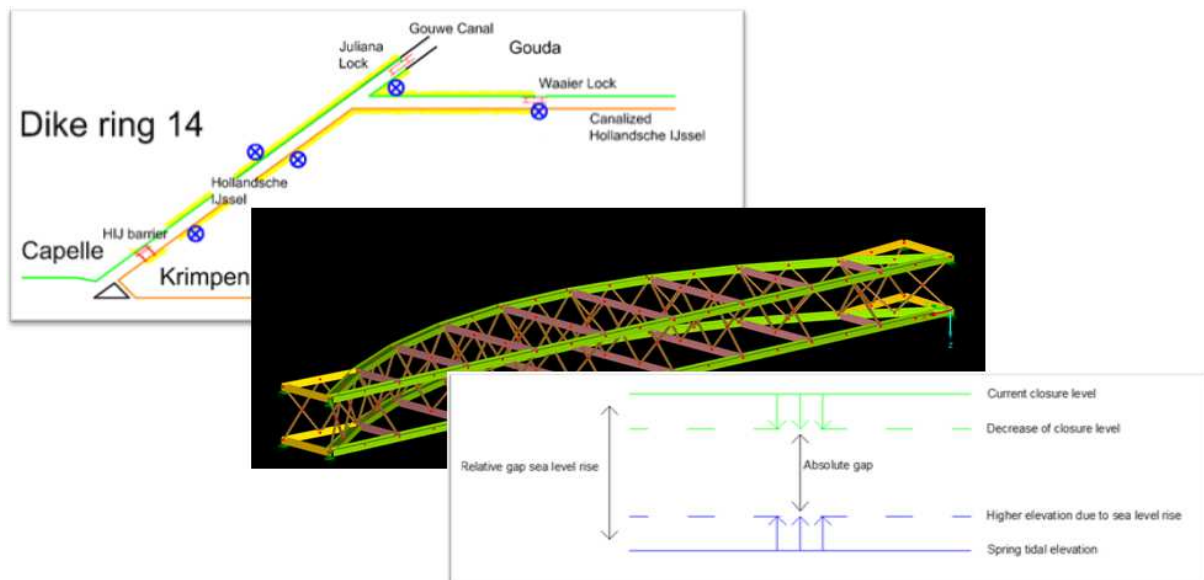 Gouwe Canal
Juliana
Lock
Gouda
Waaier Lock
Dike ring 14
Canalized
Hollandsche IJssel
Hollandsche
IJssel
HIJ barrier
Capelle
Krimpen
z
Current closure level
Decrease of closure level
Relative gap sea level rise
Absolute gap
Higher elevation due to sea level rise
Spring tidal elevation